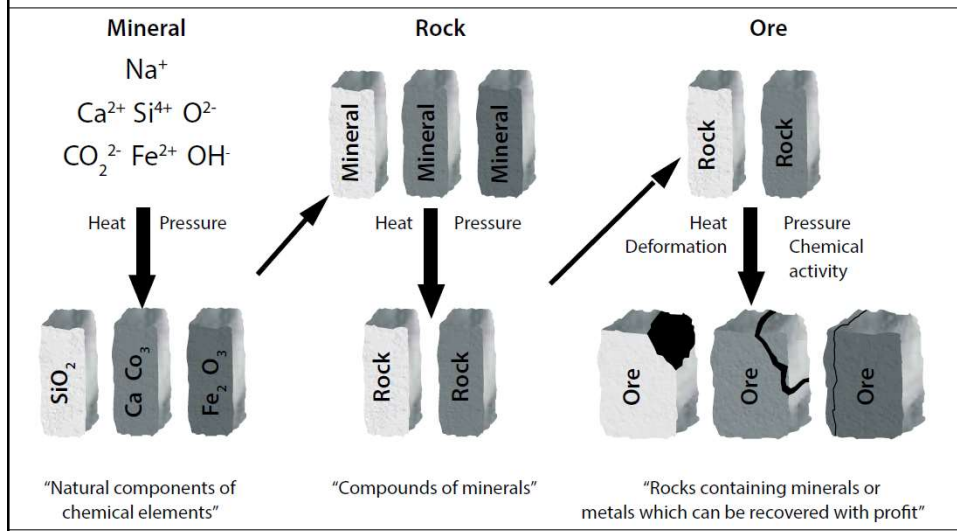 Mineral
Na⁺
Ca²⁺ Si⁴⁺ O²⁻
CO₂²⁻ Fe²⁺ OH⁻
Heat Pressure
SiO₂
Ca Co₃
Fe₂ O₃
"Natural components of
chemical elements"
Rock
Mineral
Mineral
Mineral
Heat Pressure
Rock
Rock
"Compounds of minerals"
Ore
Rock
Rock
Heat Pressure
Deformation Chemical
activity
Ore
Ore
Ore
"Rocks containing minerals or
metals which can be recovered with profit"